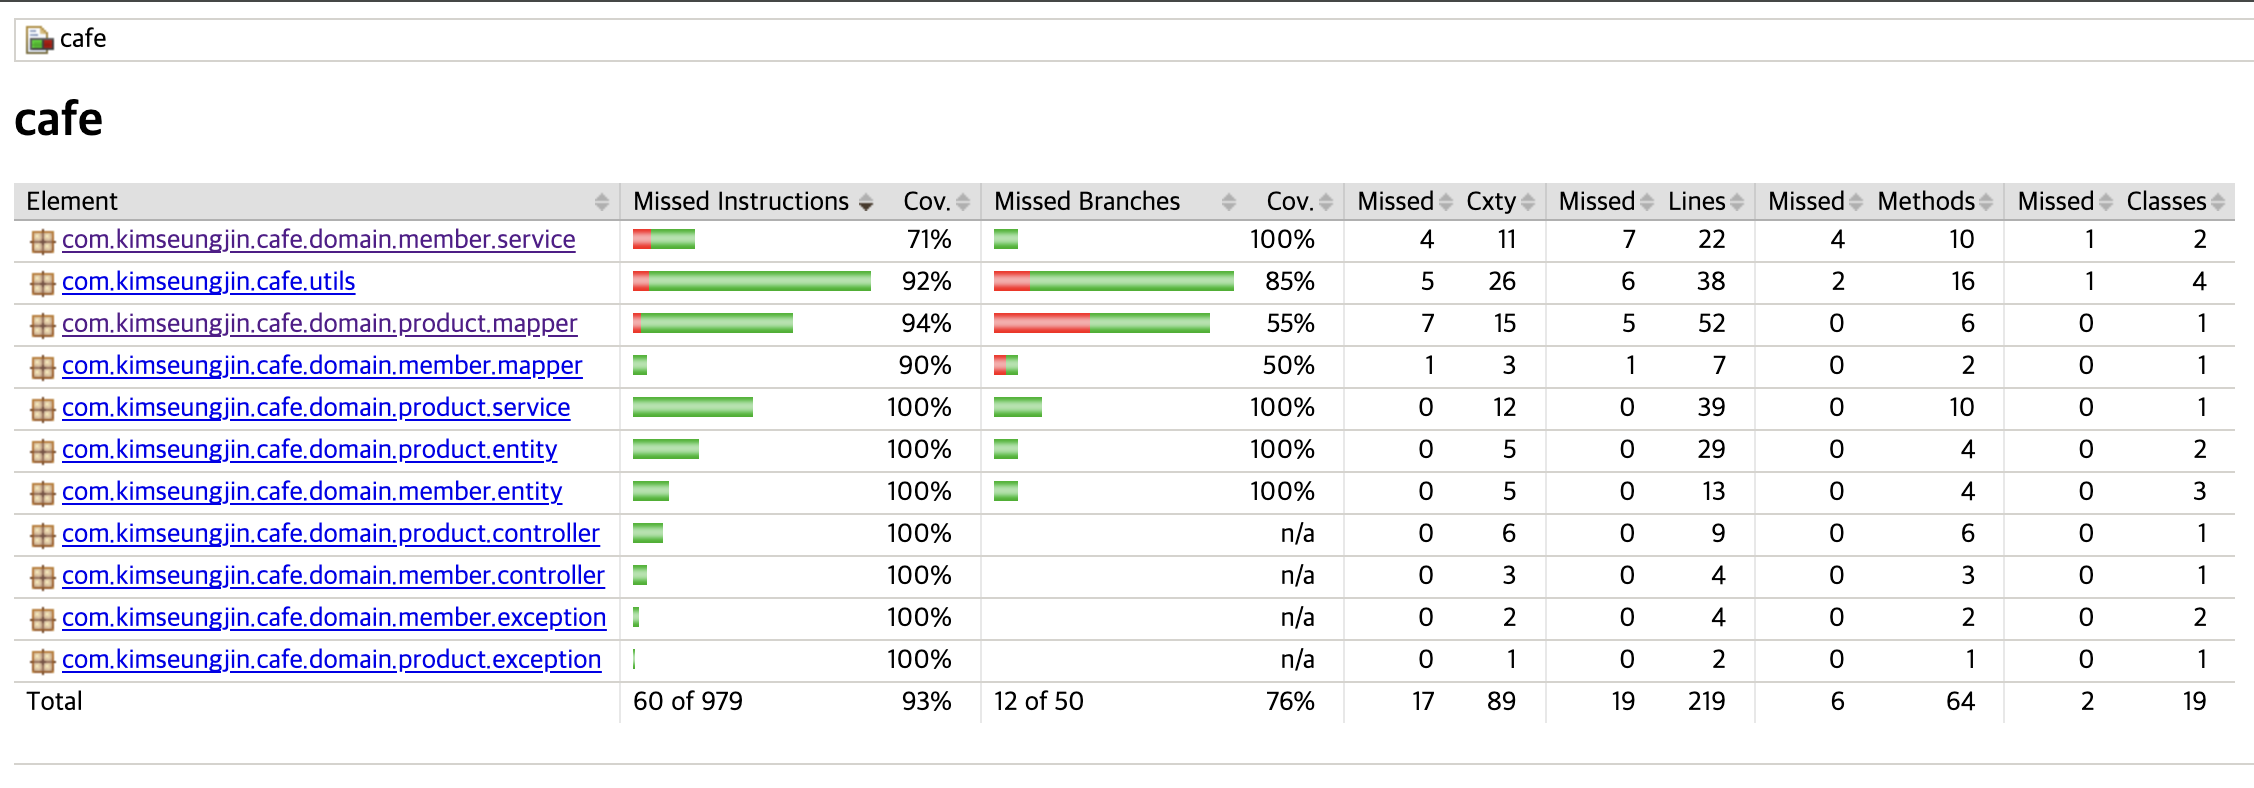 cafe
cafe
Element Missed Instructions Cov. Missed Branches Cov. Missed Cxty Missed Lines Missed Methods Missed Classes
com.kimseungjin.cafe.domain.member.service 71% 100% 4 11 7 22 4 10 1 2
com.kimseungjin.cafe.utils 92% 85% 5 26 6 38 2 16 1 4
com.kimseungjin.cafe.domain.product.mapper 94% 55% 7 15 5 52 0 6 0 1
com.kimseungjin.cafe.domain.member.mapper 90% 50% 1 3 1 7 0 2 0 1
com.kimseungjin.cafe.domain.product.service 100% 100% 0 12 0 39 0 10 0 1
com.kimseungjin.cafe.domain.product.entity 100% 100% 0 5 0 29 0 4 0 2
com.kimseungjin.cafe.domain.member.entity 100% 100% 0 5 0 13 0 4 0 3
com.kimseungjin.cafe.domain.product.controller 100% n/a 0 6 0 9 0 6 0 1
com.kimseungjin.cafe.domain.member.controller 100% n/a 0 3 0 4 0 3 0 1
com.kimseungjin.cafe.domain.member.exception 100% n/a 0 2 0 4 0 2 0 2
com.kimseungjin.cafe.domain.product.exception 100% n/a 0 1 0 2 0 1 0 1
Total 60 of 979 93% 12 of 50 76% 17 89 19 219 6 64 2 19